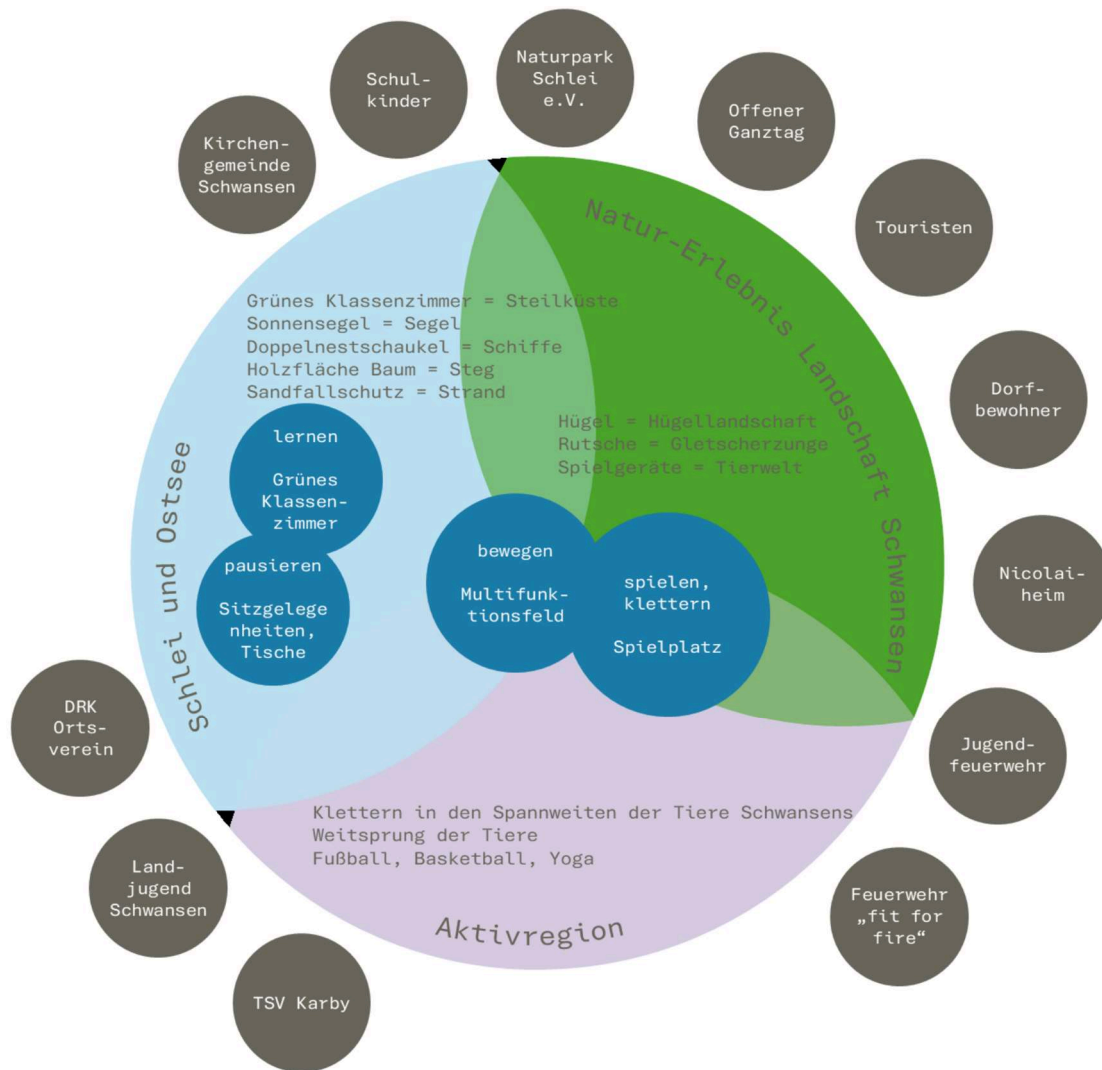 Naturpark
Schlei
e.V.
Schul-
kinder
Offener
Ganztag
Kirchen-
gemeinde
Schwansen
Touristen
Natur-Erlebnis Landschaft Schwansen
Grünes Klassenzimmer = Steilküste
Sonnensegel = Segel
Doppelnestschaukel = Schiffe
Holzfläche Baum = Steg
Sandfallschutz = Strand
Dorf-
bewohner
Hügel = Hügellandschaft
Rutsche = Gletscherzunge
Spielgeräte = Tierwelt
lernen
Grünes
Klassen-
zimmer
Schlei und Ostsee
pausieren
Sitzgelege
nheiten,
Tische
bewegen
Multifunk-
tionsfeld
spielen,
klettern
Spielplatz
Nicolai-
heim
DRK
Orts-
verein
Jugend-
feuerwehr
Klettern in den Spannweiten der Tiere Schwansens
Weitsprung der Tiere
Fußball, Basketball, Yoga
Land-
jugend
Schwansen
Aktivregion
Feuerwehr
„fit for
fire“
TSV Karby